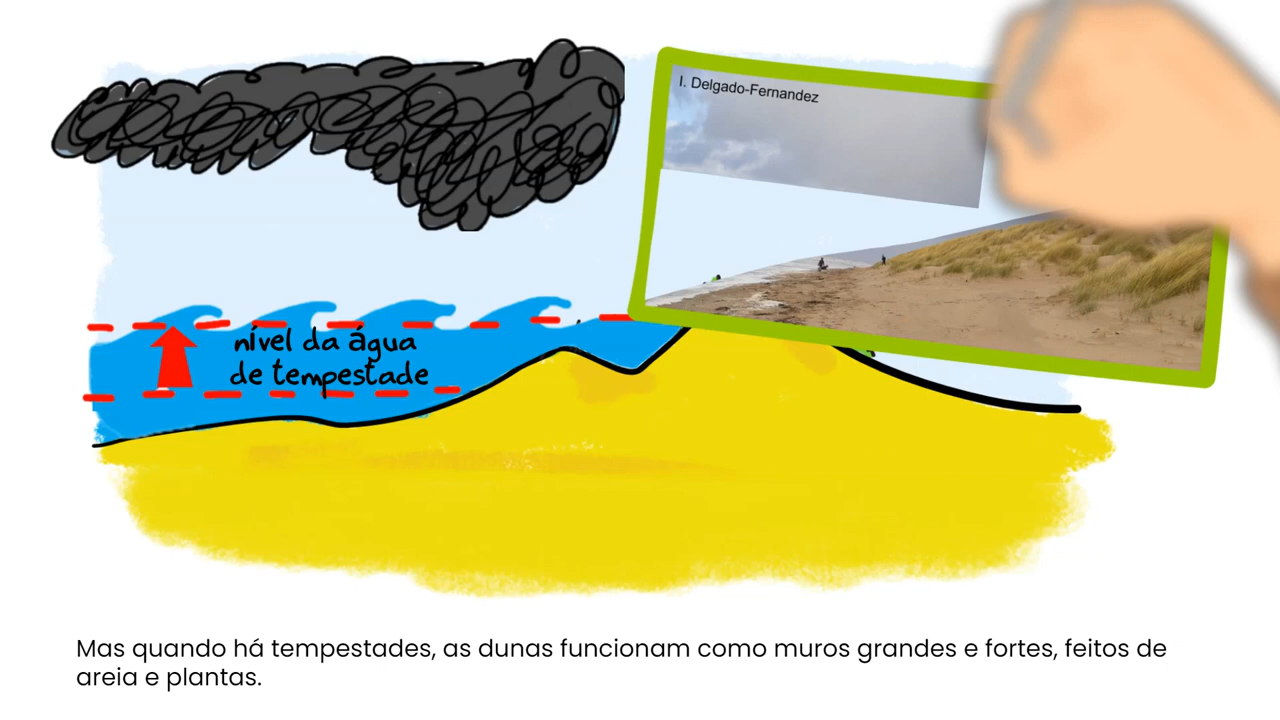 I. Delgado-Fernandez
nível da água
de tempestade
Mas quando há tempestades, as dunas funcionam como muros grandes e fortes, feitos de
areia e plantas.